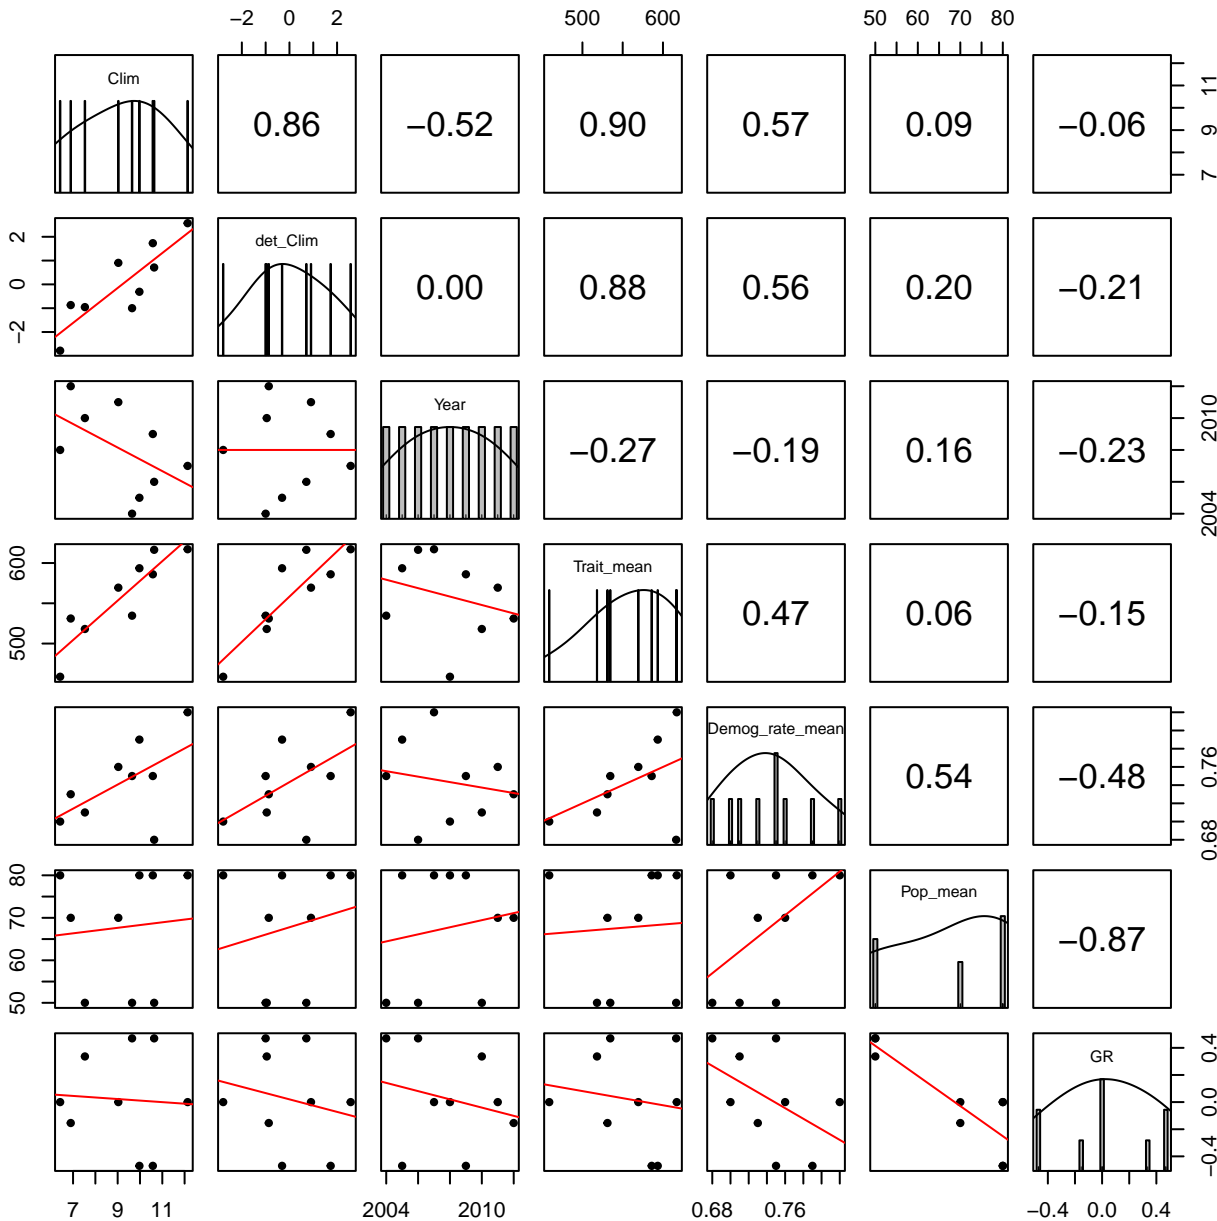 −2 0 2 500 600 50 60 70 80
Clim 0.86 −0.52 0.90 0.57 0.09 −0.06 7 9 11
−2 0 2 det_Clim 0.00 0.88 0.56 0.20 −0.21
Year −0.27 −0.19 0.16 −0.23 2004 2010
500 600 Trait_mean 0.47 0.06 −0.15
Demog_rate_mean 0.54 −0.48 0.68 0.76
50 60 70 80 Pop_mean −0.87
GR −0.4 0.0 0.4
7 9 11 2004 2010 0.68 0.76 −0.4 0.0 0.4